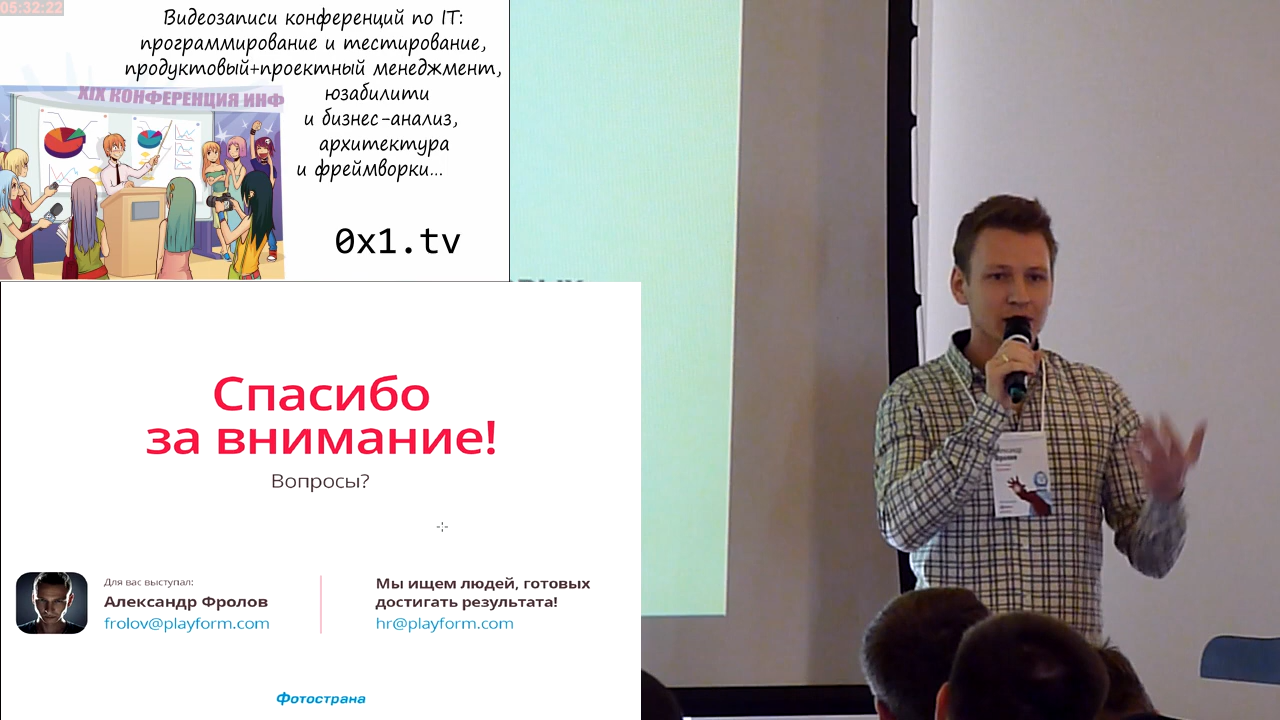 05:32:22
Видеозаписи конференций по IT:
программирование и тестирование,
продуктовый+проектный менеджмент,
юзабилити
и бизнес-анализ,
архитектура
и фреймворки...
XIX КОНФЕРЕНЦИЯ ИНФ
0x1.tv
Спасибо
за внимание!
Вопросы?
Для вас выступал:
Александр Фролов
frolov@playform.com
Мы ищем людей, готовых
достигать результата!
hr@playform.com
Фотострана
Александр
Фролов